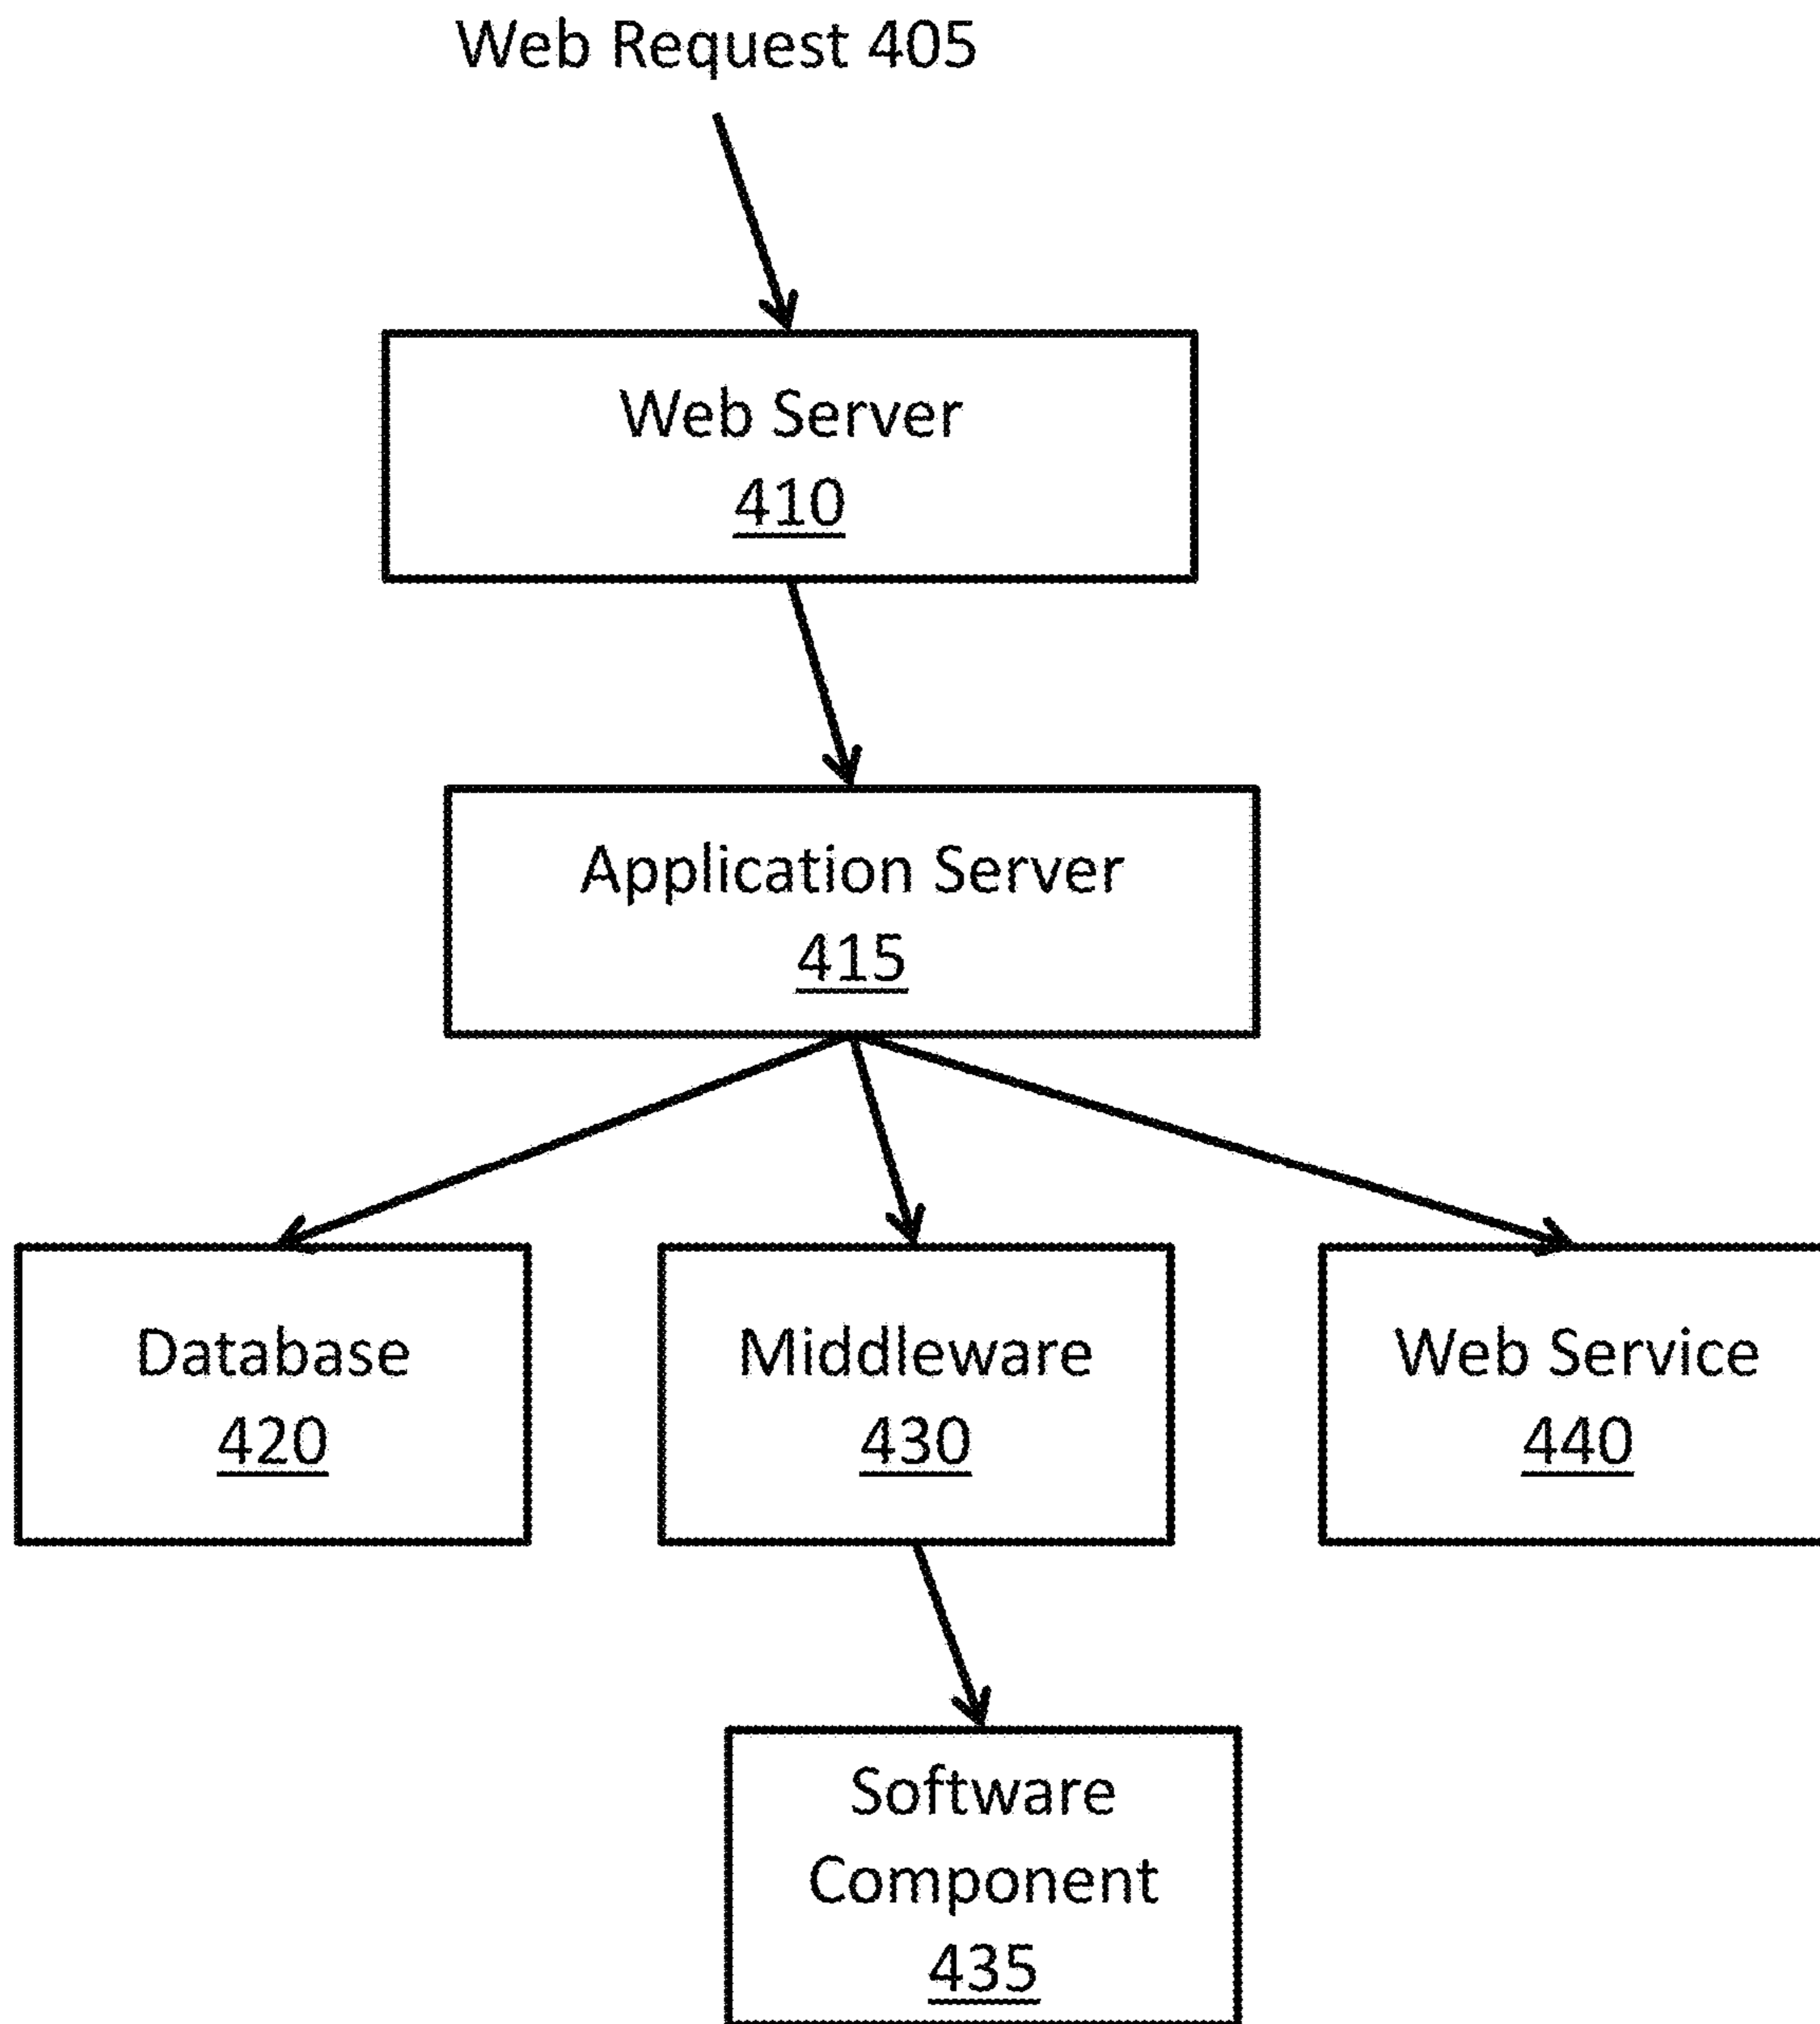 Web Request 405
Web Server
410
Application Server
415
Database
420
Middleware
430
Web Service
440
Software
Component
435